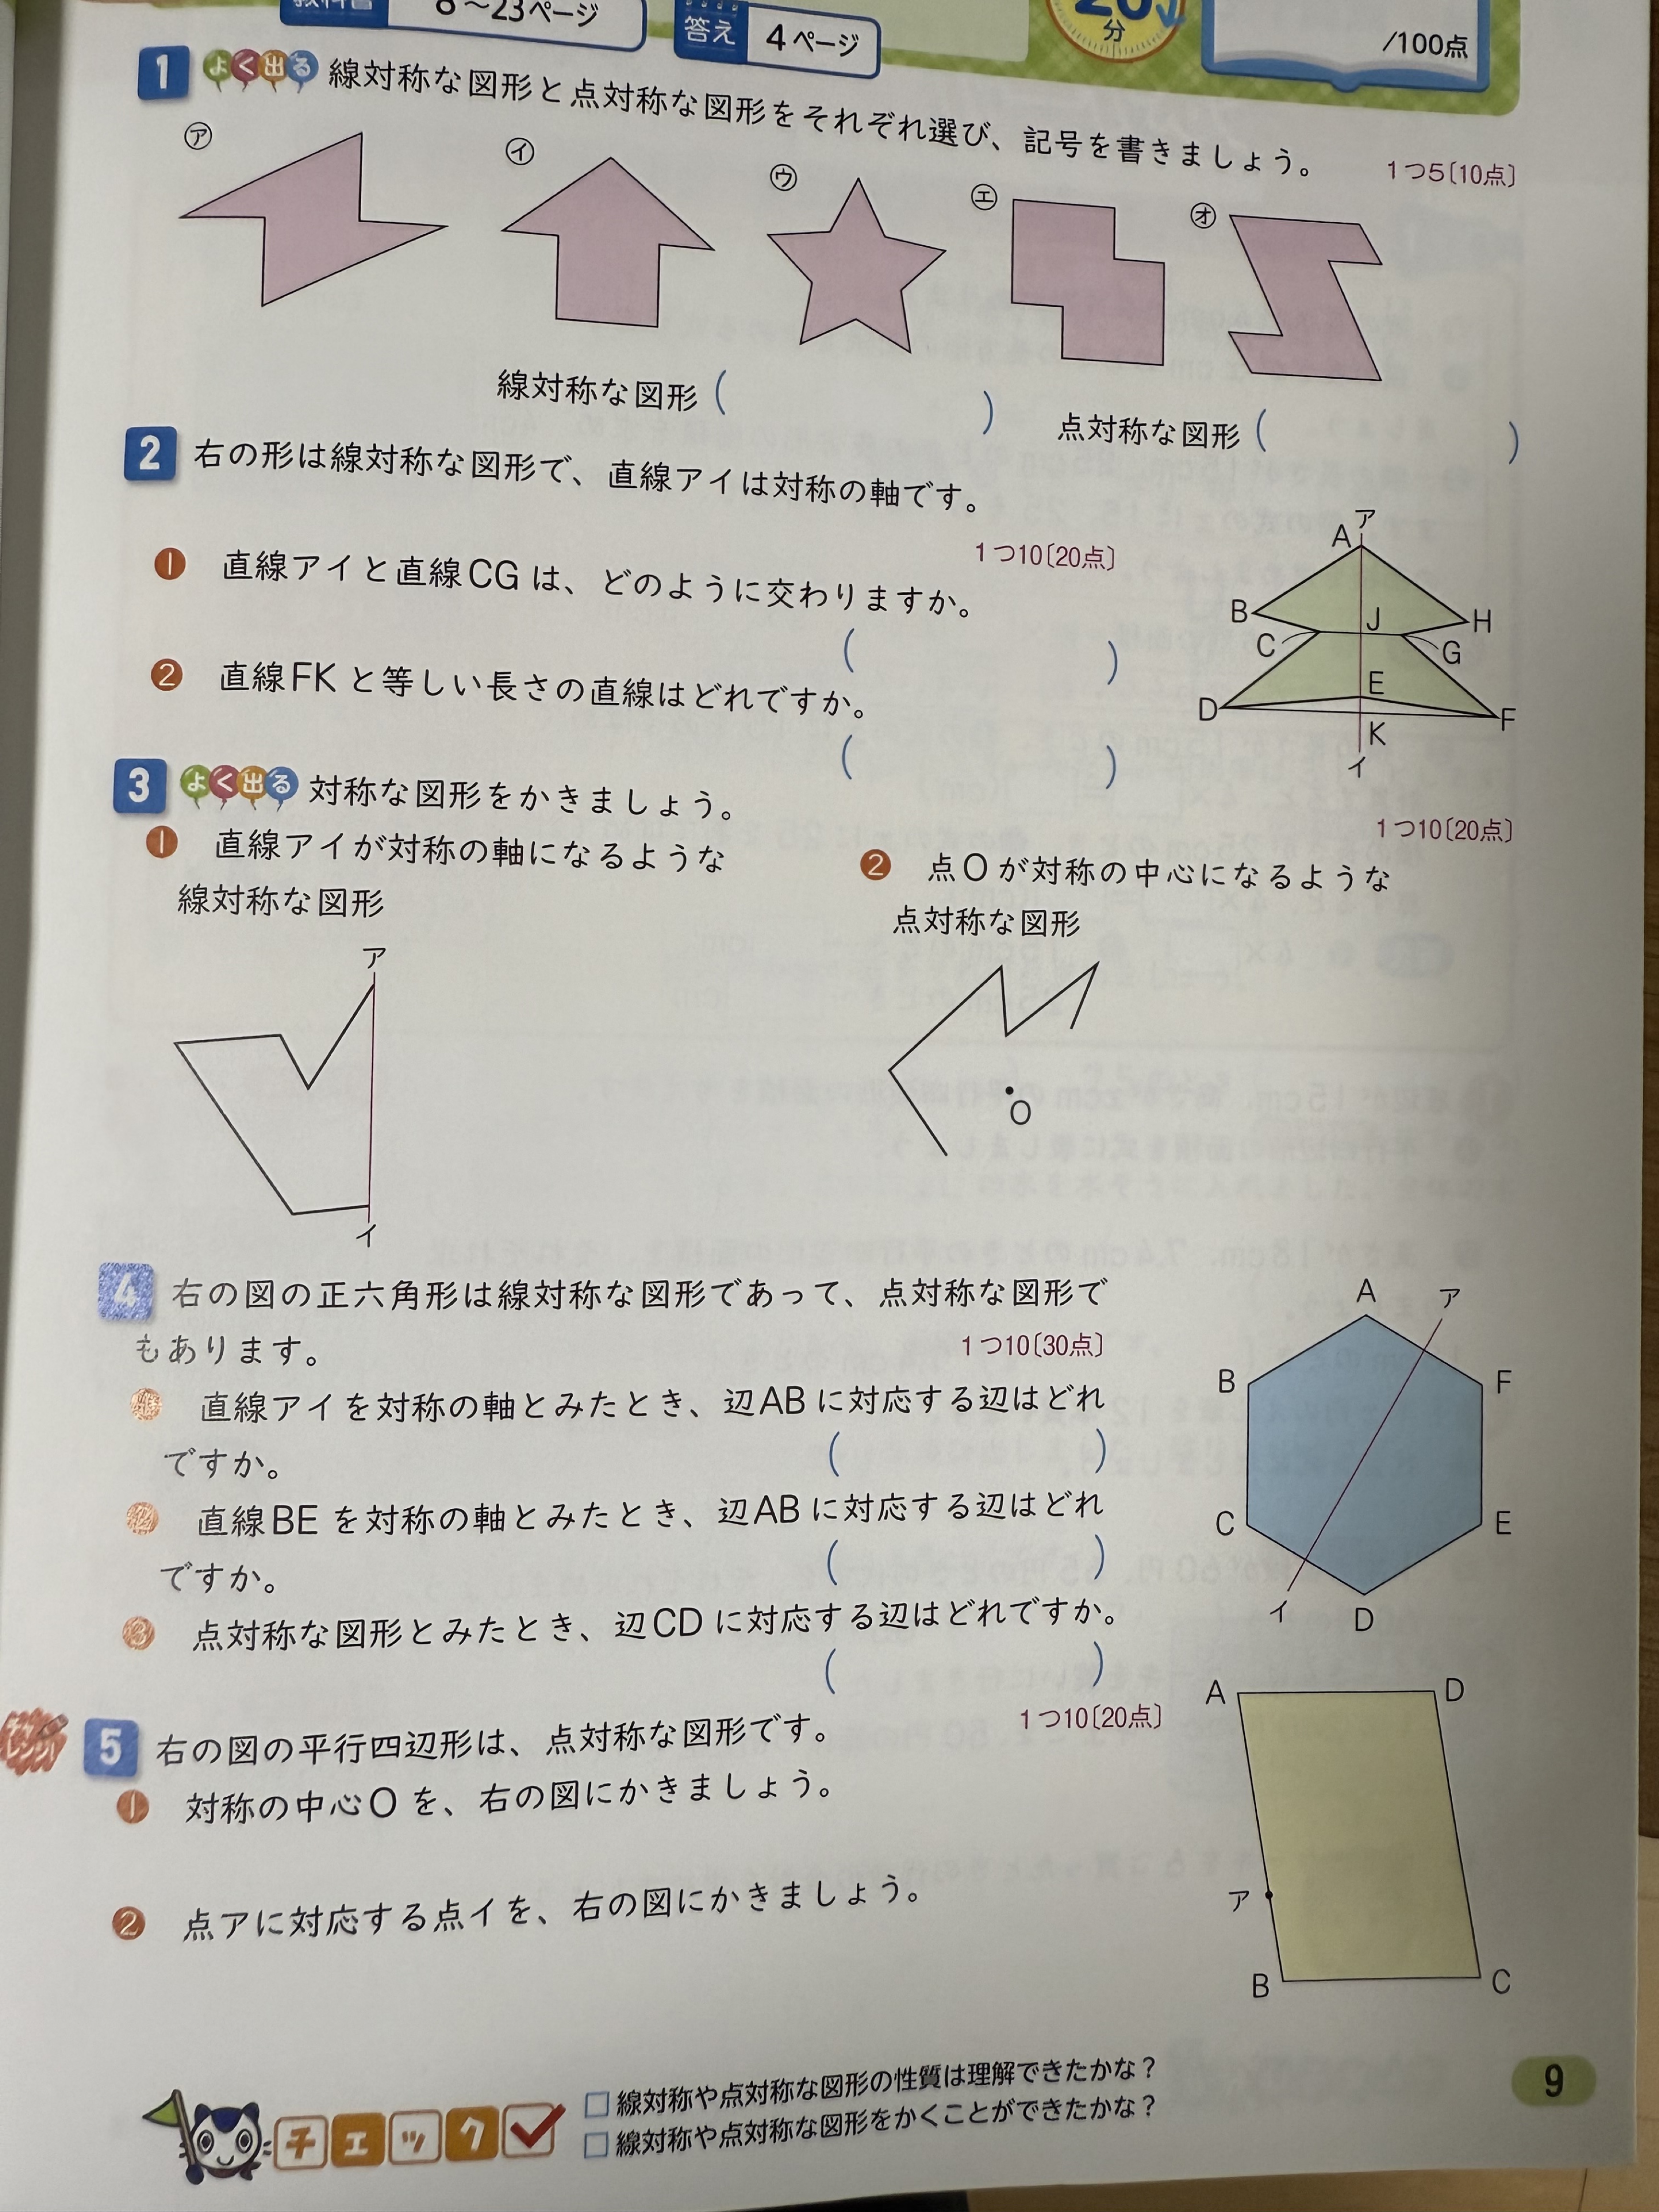 教科書 8〜23ページ
答え 4ページ
20分
/100点
1 よく出る 線対称な図形と点対称な図形をそれぞれ選び、記号を書きましょう。
1つ5〔10点〕
㋐ ㋑ ㋒ ㋓ ㋔
線対称な図形( ) 点対称な図形( )
2 右の形は線対称な図形で、直線アイは対称の軸です。
1つ10〔20点〕
❶ 直線アイと直線CGは、どのように交わりますか。
( )
❷ 直線FKと等しい長さの直線はどれですか。
( )
ア
A
B J H
C G
E
D F
K
イ
3 よく出る 対称な図形をかきましょう。
1つ10〔20点〕
❶ 直線アイが対称の軸になるような
線対称な図形
ア
イ
❷ 点Oが対称の中心になるような
点対称な図形
O
4 右の図の正六角形は線対称な図形であって、点対称な図形で
もあります。
1つ10〔30点〕
❶ 直線アイを対称の軸とみたとき、辺ABに対応する辺はどれ
ですか。 ( )
❷ 直線BEを対称の軸とみたとき、辺ABに対応する辺はどれ
ですか。 ( )
❸ 点対称な図形とみたとき、辺CDに対応する辺はどれですか。
( )
A ア
B F
C E
イ D
チャレンジ!
5 右の図の平行四辺形は、点対称な図形です。
1つ10〔20点〕
❶ 対称の中心Oを、右の図にかきましょう。
❷ 点アに対応する点イを、右の図にかきましょう。
A D
ア
B C
チェック
□線対称や点対称な図形の性質は理解できたかな?
□線対称や点対称な図形をかくことができたかな?
9